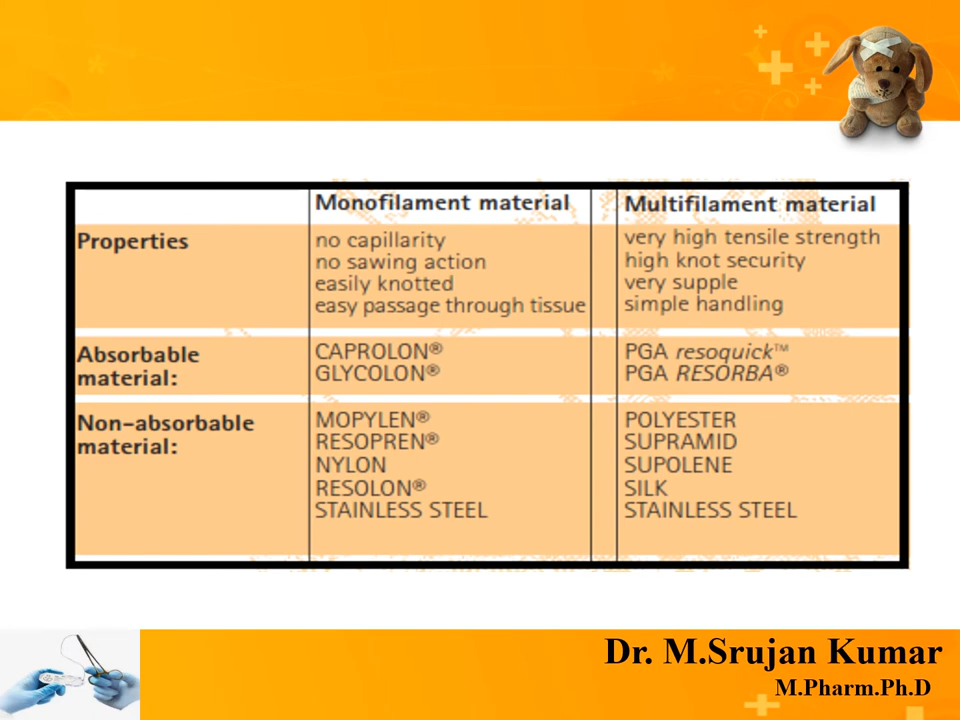 Monofilament material Multifilament material
Properties
no capillarity
no sawing action
easily knotted
easy passage through tissue
very high tensile strength
high knot security
very supple
simple handling
Absorbable
material:
CAPROLON®
GLYCOLON®
PGA resoquick™
PGA RESORBA®
Non-absorbable
material:
MOPYLEN®
RESOPREN®
NYLON
RESOLON®
STAINLESS STEEL
POLYESTER
SUPRAMID
SUPOLENE
SILK
STAINLESS STEEL
Dr. M.Srujan Kumar
M.Pharm.Ph.D